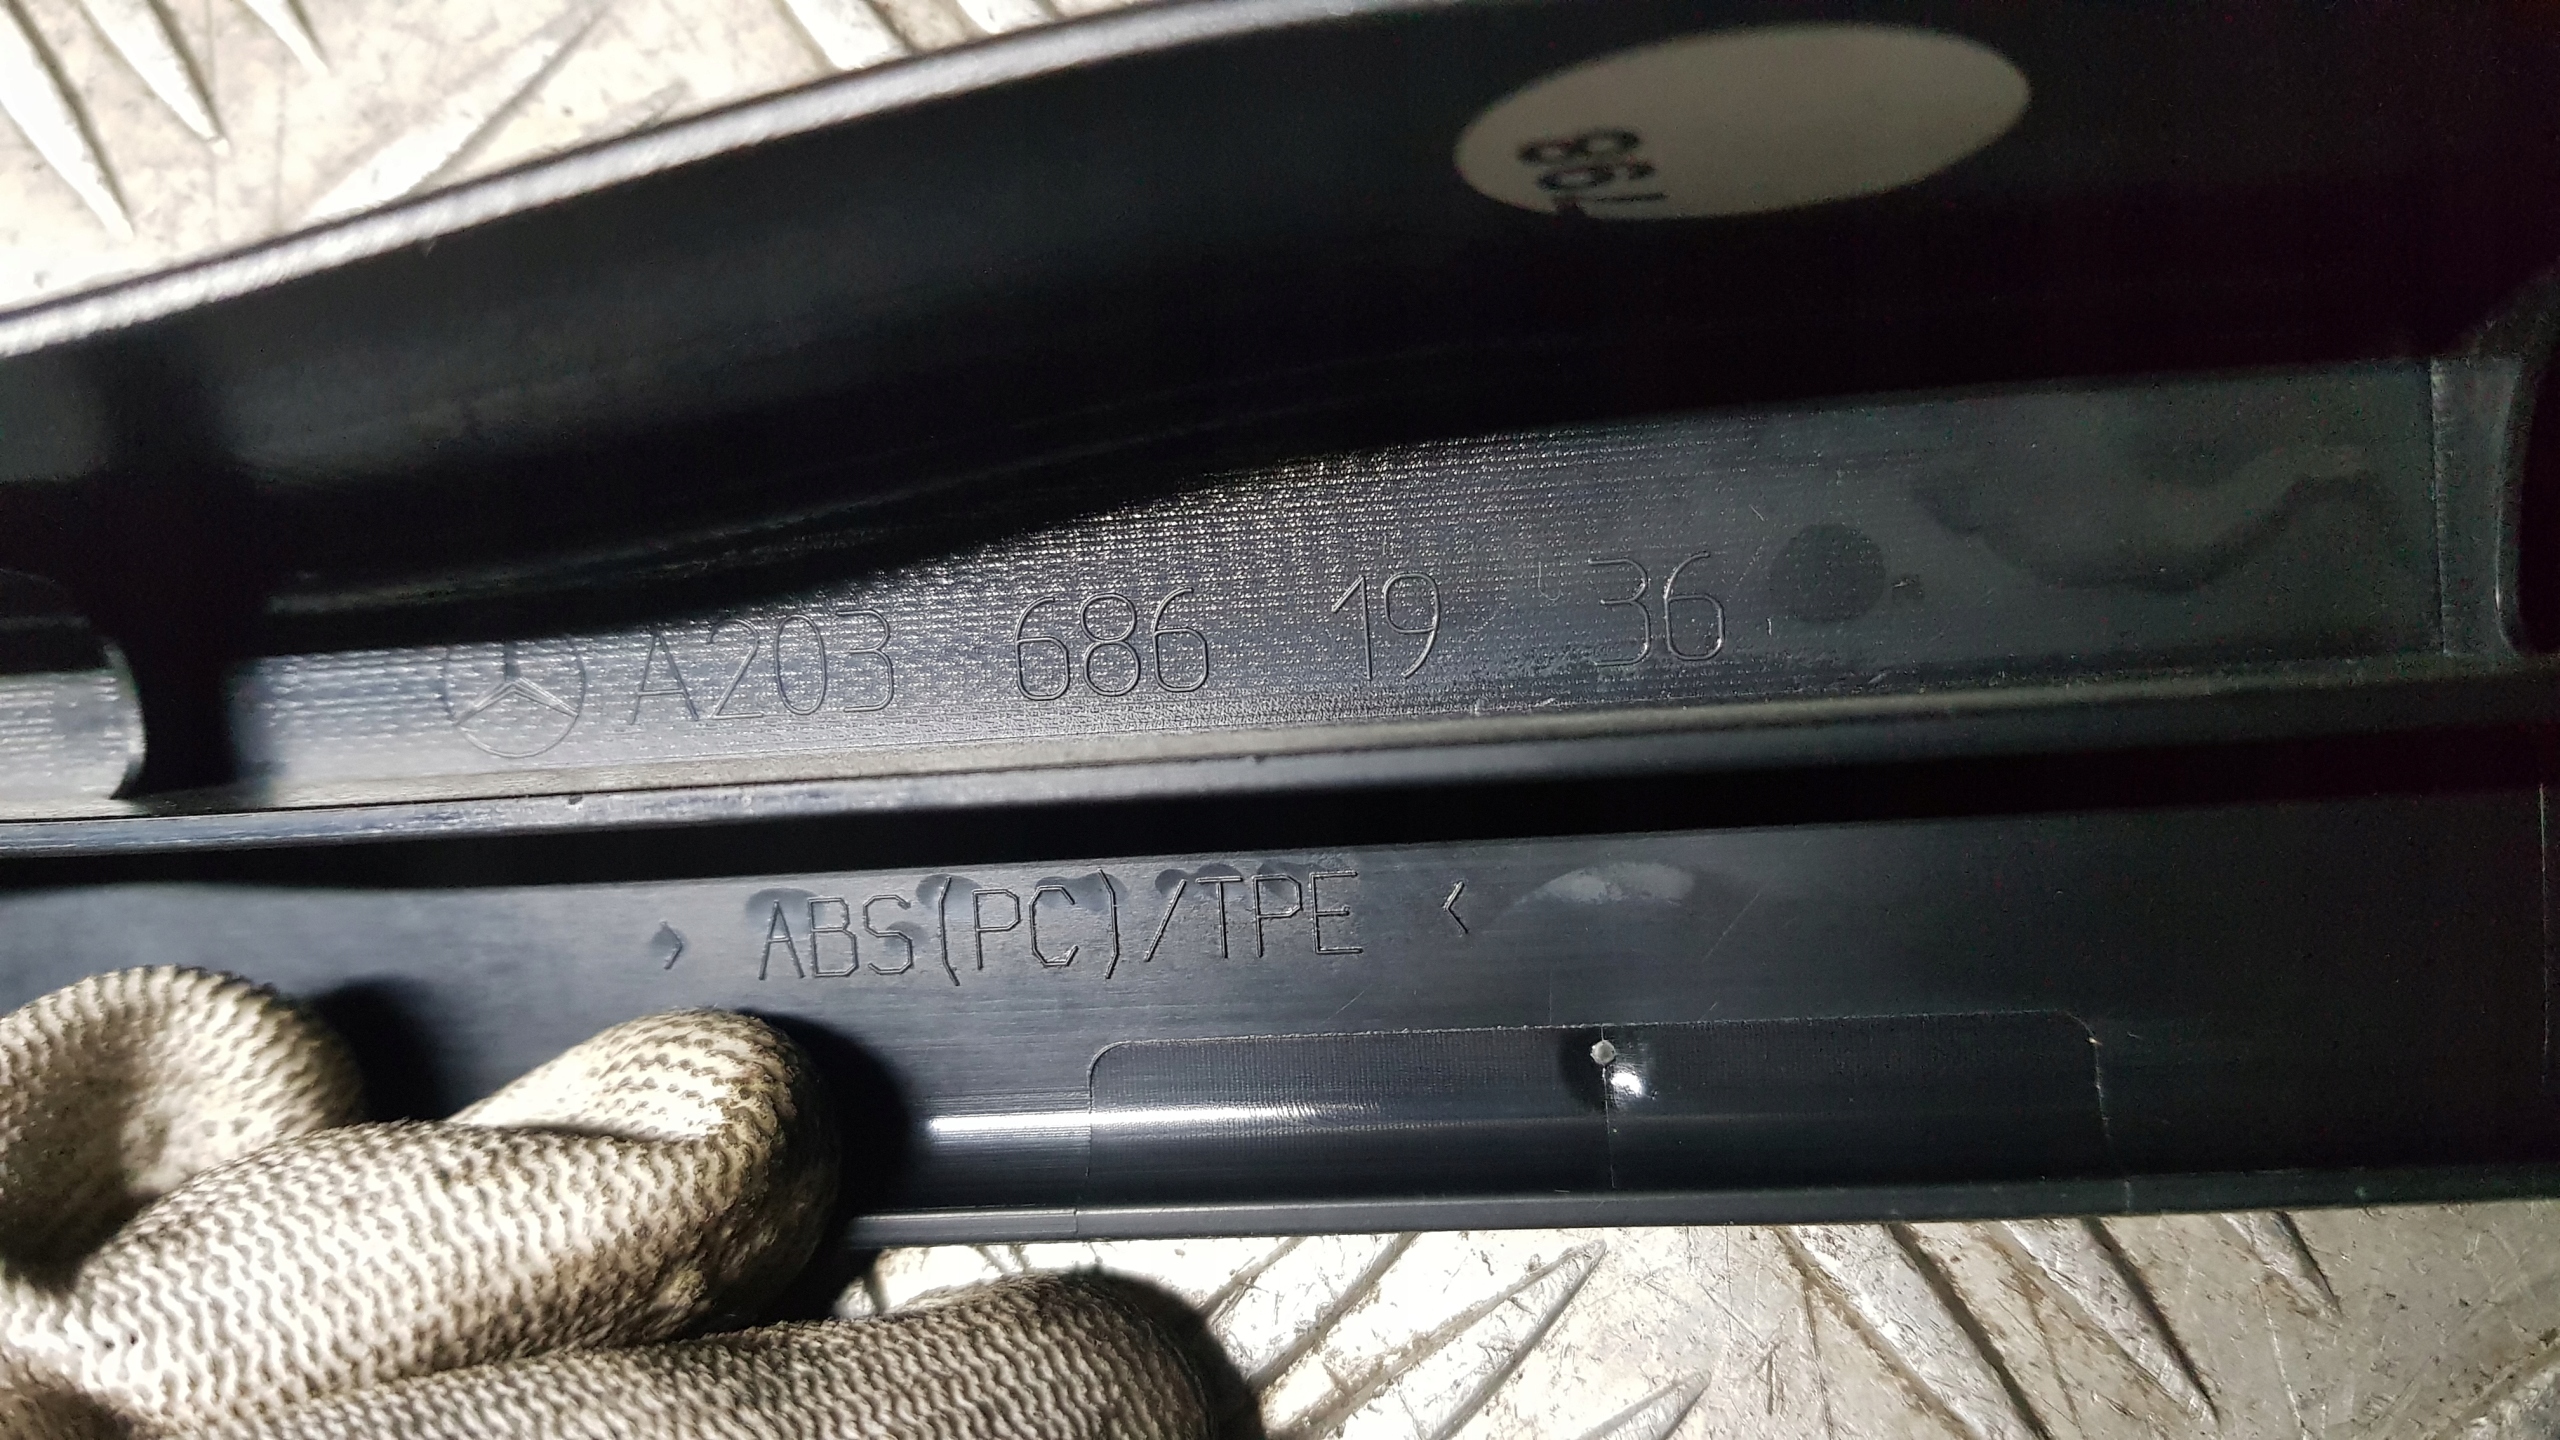 A203 686 19 36
> ABS(PC)/TPE <